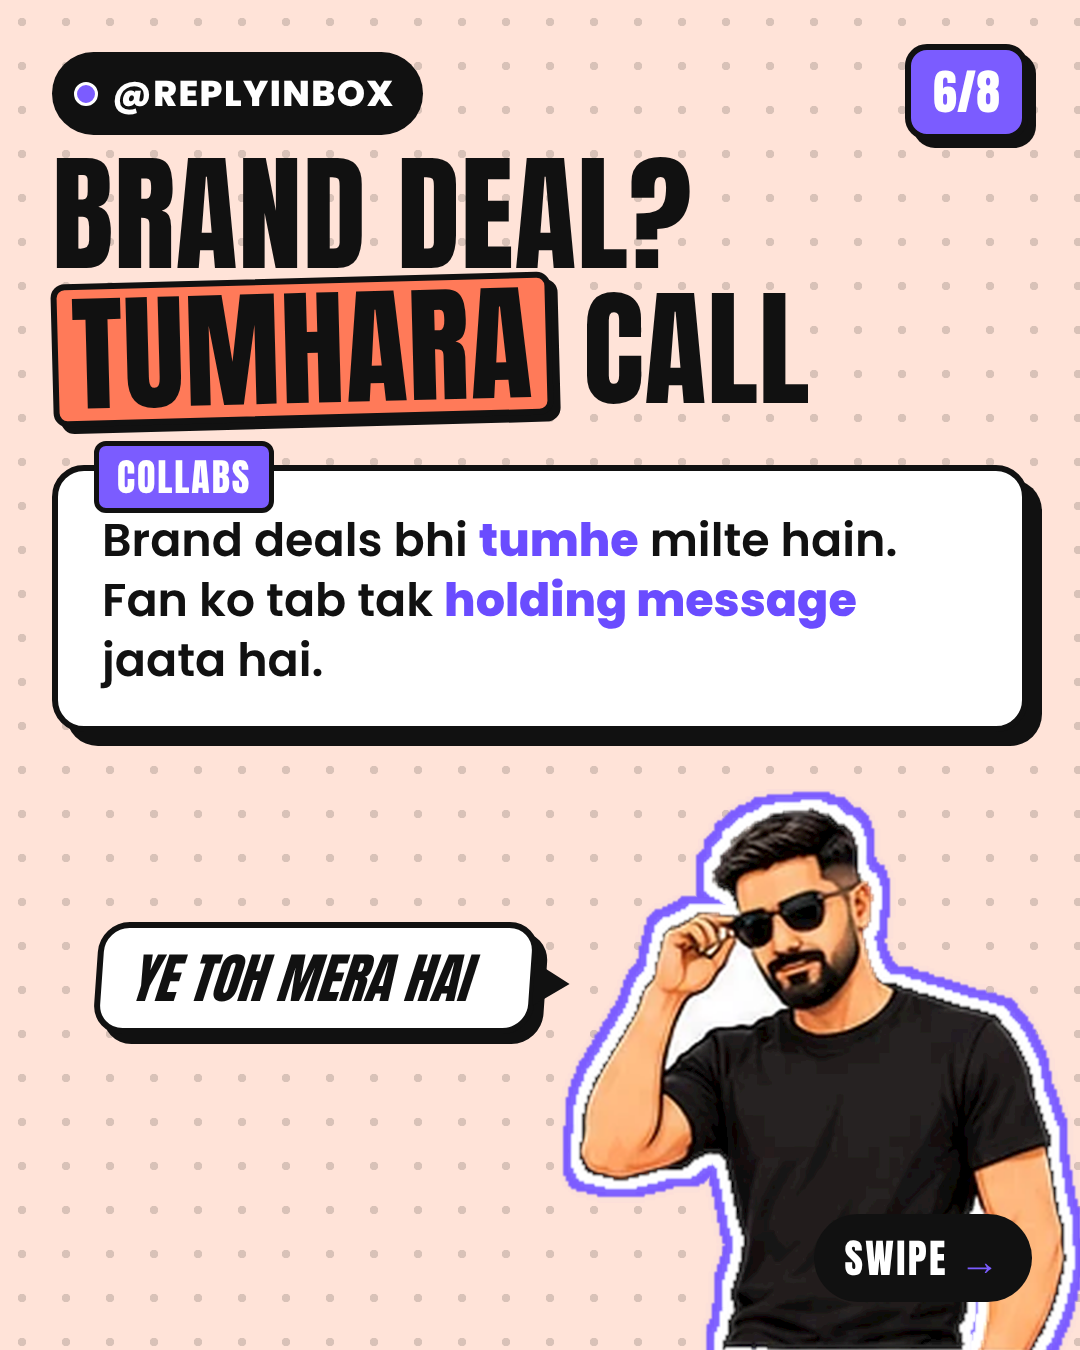 @REPLYINBOX
6/8
BRAND DEAL?
TUMHARA CALL
COLLABS
Brand deals bhi tumhe milte hain.
Fan ko tab tak holding message
jaata hai.
YE TOH MERA HAI
SWIPE →